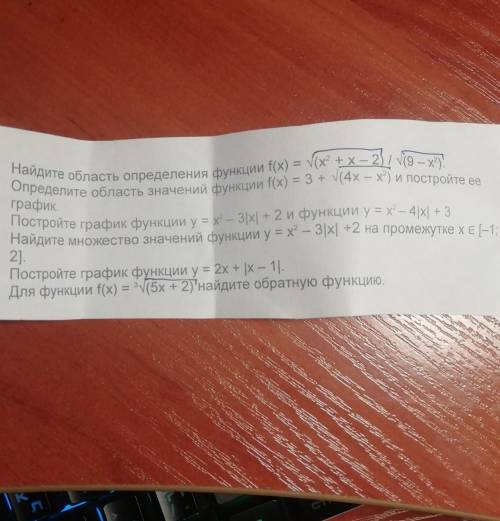 Найдите область определения функции f(x) = √(x² + x – 2) / √(9 – x²)
Определите область значений функции f(x) = 3 + √(4x – x²) и постройте ее
график.
Постройте график функции y = x² – 3|x| + 2 и функции y = x² – 4|x| + 3
Найдите множество значений функции y = x² – 3|x| +2 на промежутке x ∈ [–1;
2].
Постройте график функции y = 2x + |x – 1|.
Для функции f(x) = ³√(5x + 2) найдите обратную функцию.